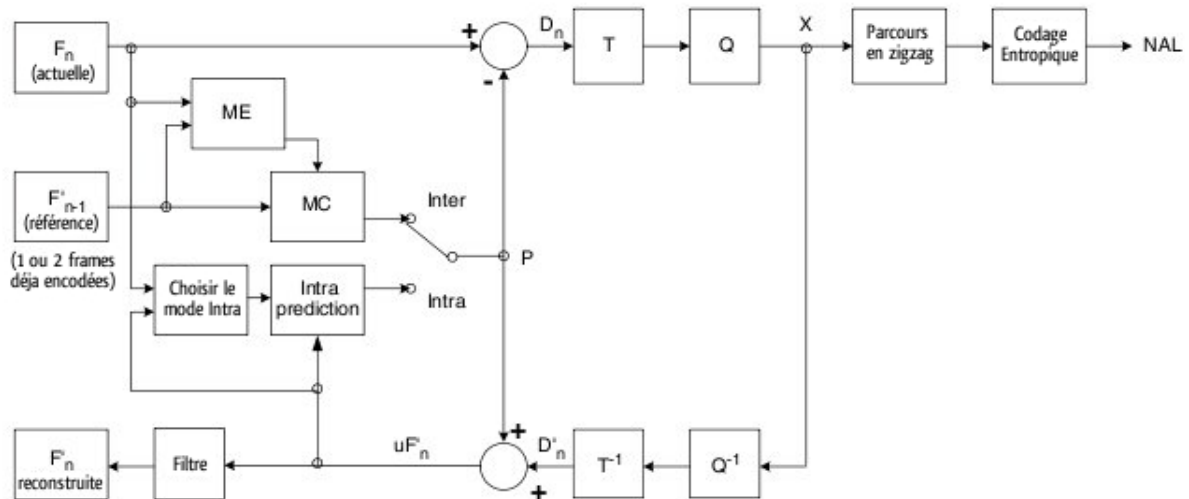 F'n
(actuelle)
+
-
Dn
T
Q
X
Parcours
en zigzag
Codage
Entropique
NAL
ME
F'n-1
(référence)
(1 ou 2 frames
déja encodées)
MC
Inter
P
Choisir le
mode Intra
Intra
prediction
Intra
F'n
reconstruite
Filtre
uF'n
+
+
D'n
T-1
Q-1